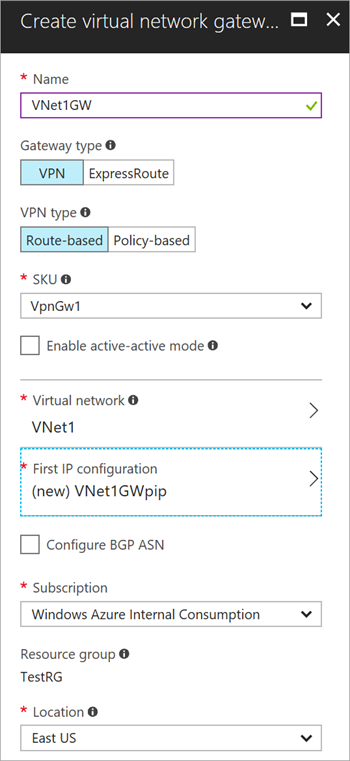 Create virtual network gatew...
* Name
VNet1GW
Gateway type
VPN ExpressRoute
VPN type
Route-based Policy-based
* SKU
VpnGw1
Enable active-active mode
* Virtual network
VNet1
* First IP configuration
(new) VNet1GWpip
Configure BGP ASN
* Subscription
Windows Azure Internal Consumption
Resource group
TestRG
* Location
East US